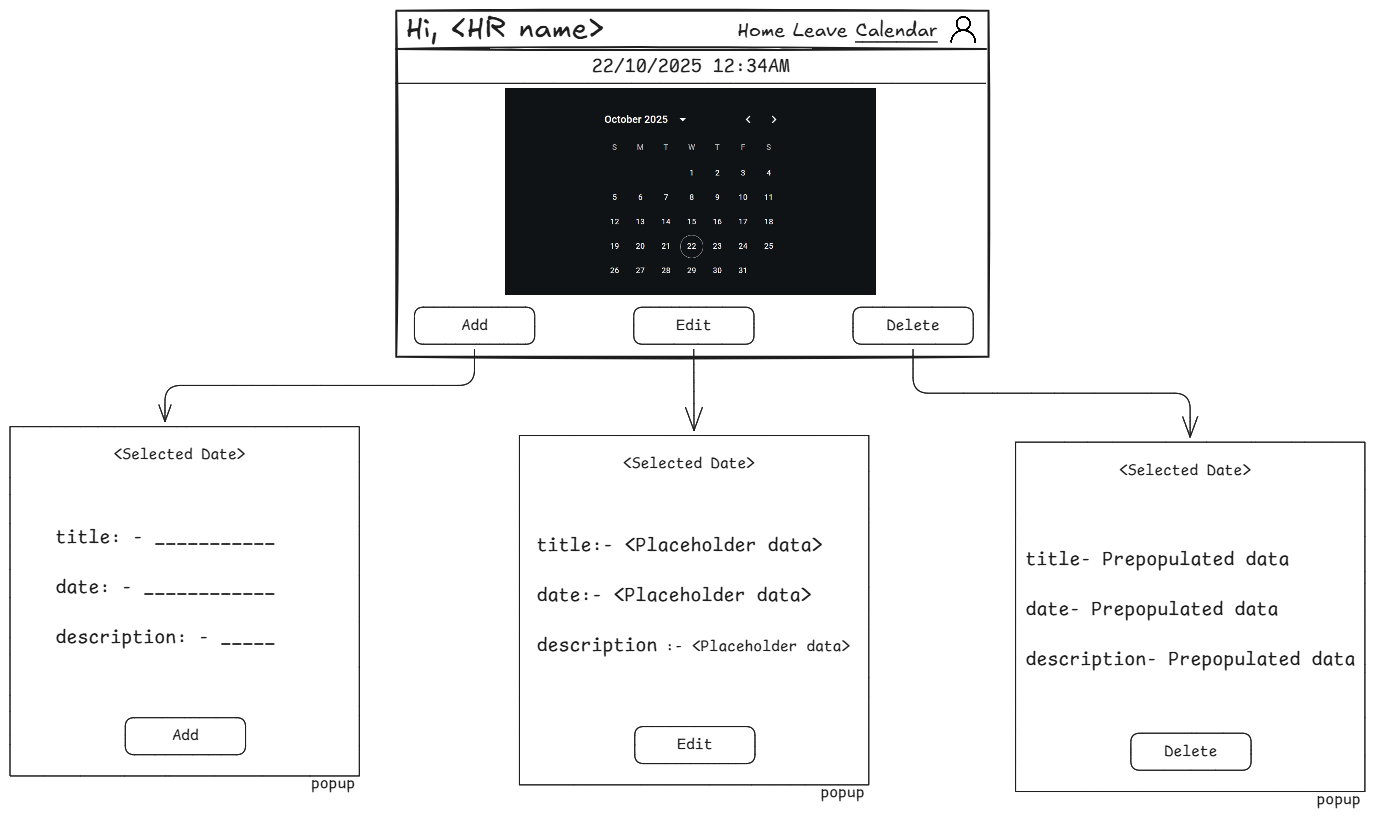 Hi, <HR name>
Home Leave Calendar
22/10/2025 12:34AM
October 2025
S M T W T F S
1 2 3 4
5 6 7 8 9 10 11
12 13 14 15 16 17 18
19 20 21 22 23 24 25
26 27 28 29 30 31
Add
Edit
Delete
<Selected Date>
title: - ___________
date: - ____________
description: - _____
Add
popup
<Selected Date>
title:- <Placeholder data>
date:- <Placeholder data>
description :- <Placeholder data>
Edit
popup
<Selected Date>
title- Prepopulated data
date- Prepopulated data
description- Prepopulated data
Delete
popup